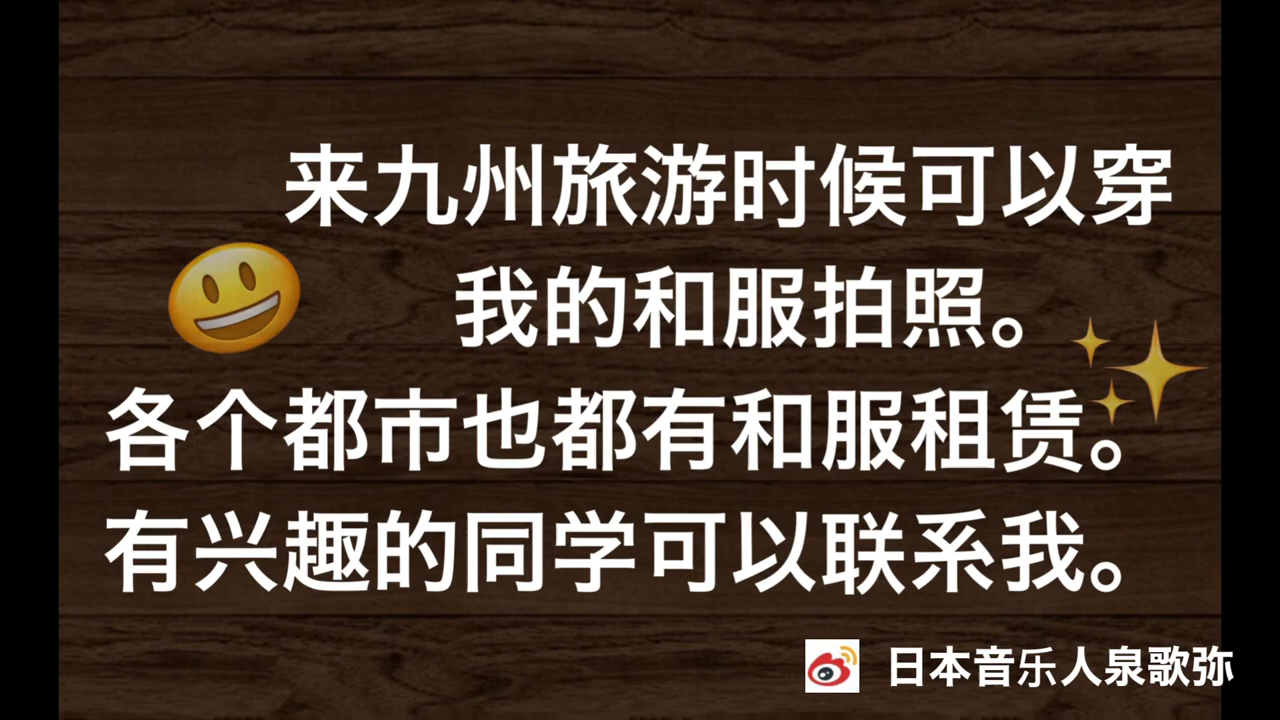 来九州旅游时候可以穿
我的和服拍照。
各个都市也都有和服租赁。
有兴趣的同学可以联系我。
日本音乐人泉歌弥